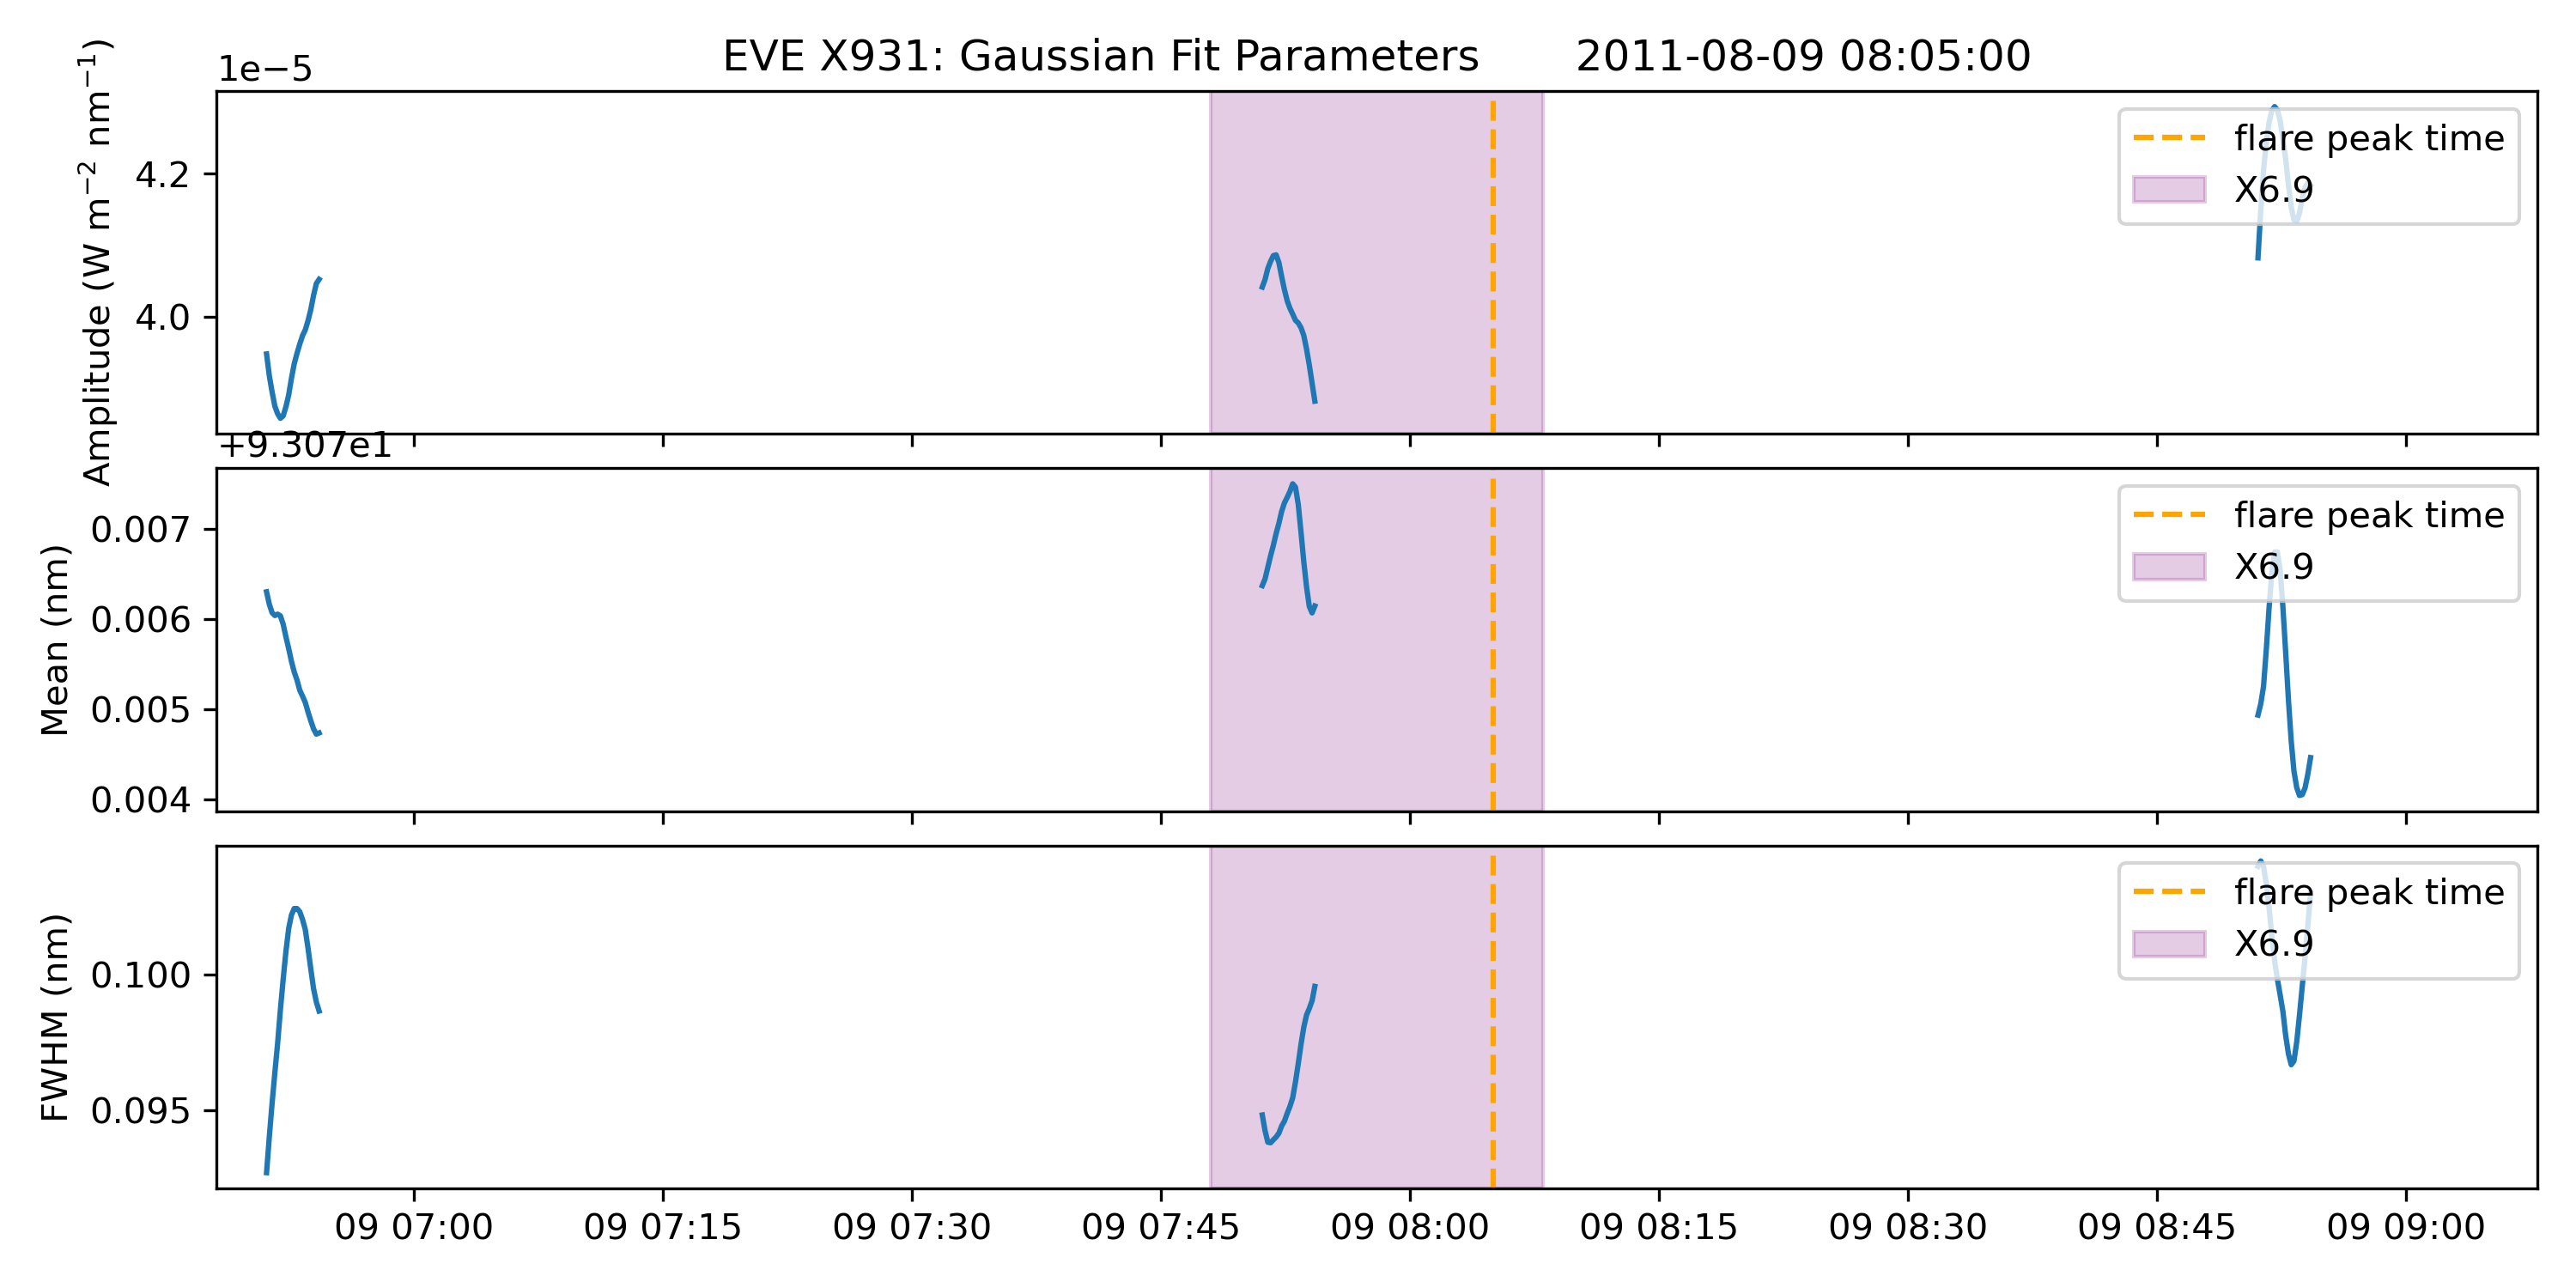 EVE X931: Gaussian Fit Parameters 2011-08-09 08:05:00
1e−5
Amplitude (W m⁻² nm⁻¹)
4.2
4.0
flare peak time
X6.9
+9.307e1
Mean (nm)
0.007
0.006
0.005
0.004
flare peak time
X6.9
FWHM (nm)
0.100
0.095
flare peak time
X6.9
09 07:00 09 07:15 09 07:30 09 07:45 09 08:00 09 08:15 09 08:30 09 08:45 09 09:00